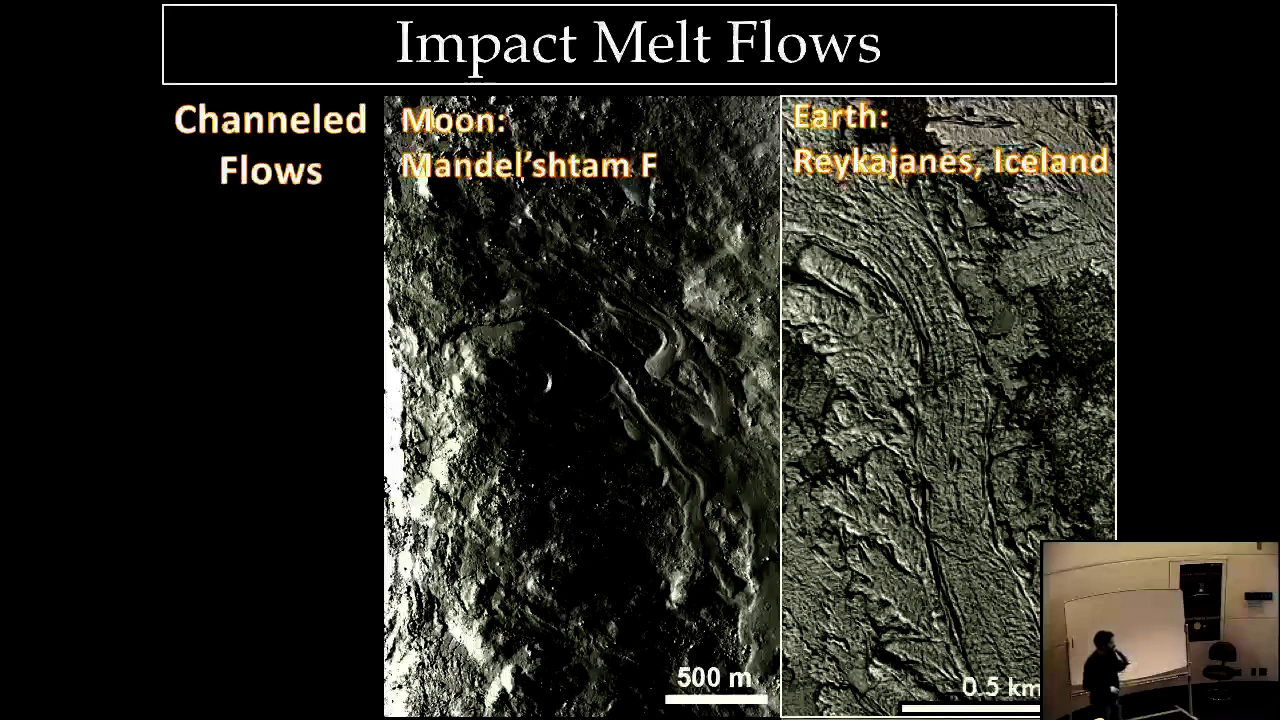 Impact Melt Flows
Channeled
Flows
Moon:
Mandel'shtam F
Earth:
Reykajanes, Iceland
500 m
0.5 km